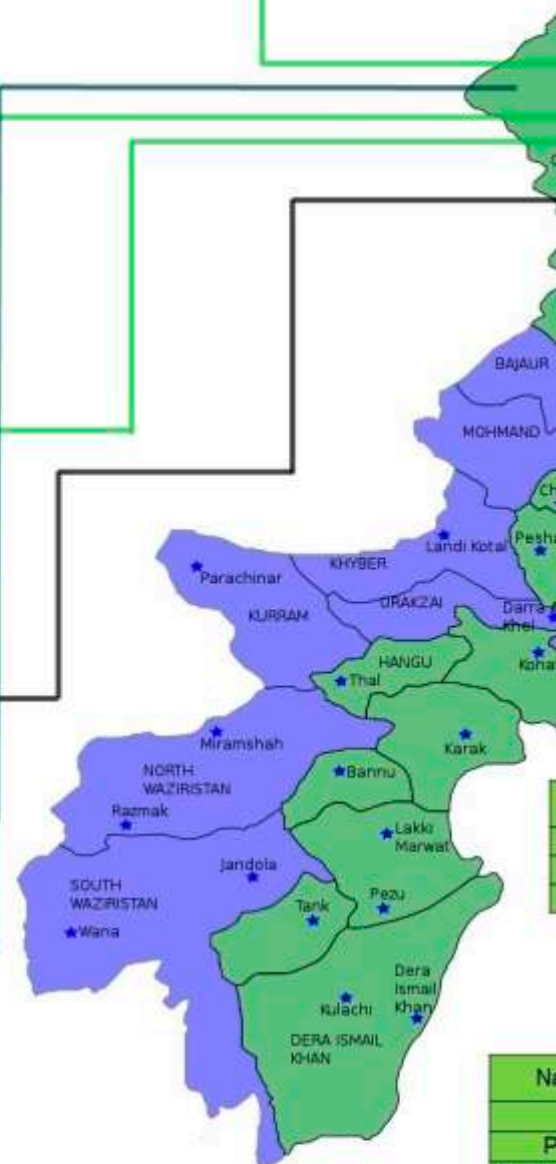 BAJAUR
MOHMAND
Landi Kotal
KHYBER
Parachinar
ORAKZAI
KURRAM
Darra
Khel
HANGU
Thal
Karak
Miramshah
Bannu
NORTH
WAZIRISTAN
Razmak
Lakki
Marwat
Jandola
SOUTH
WAZIRISTAN
Pezu
Tank
Wana
Dera
Ismail
Khan
Kulachi
DERA ISMAIL
KHAN